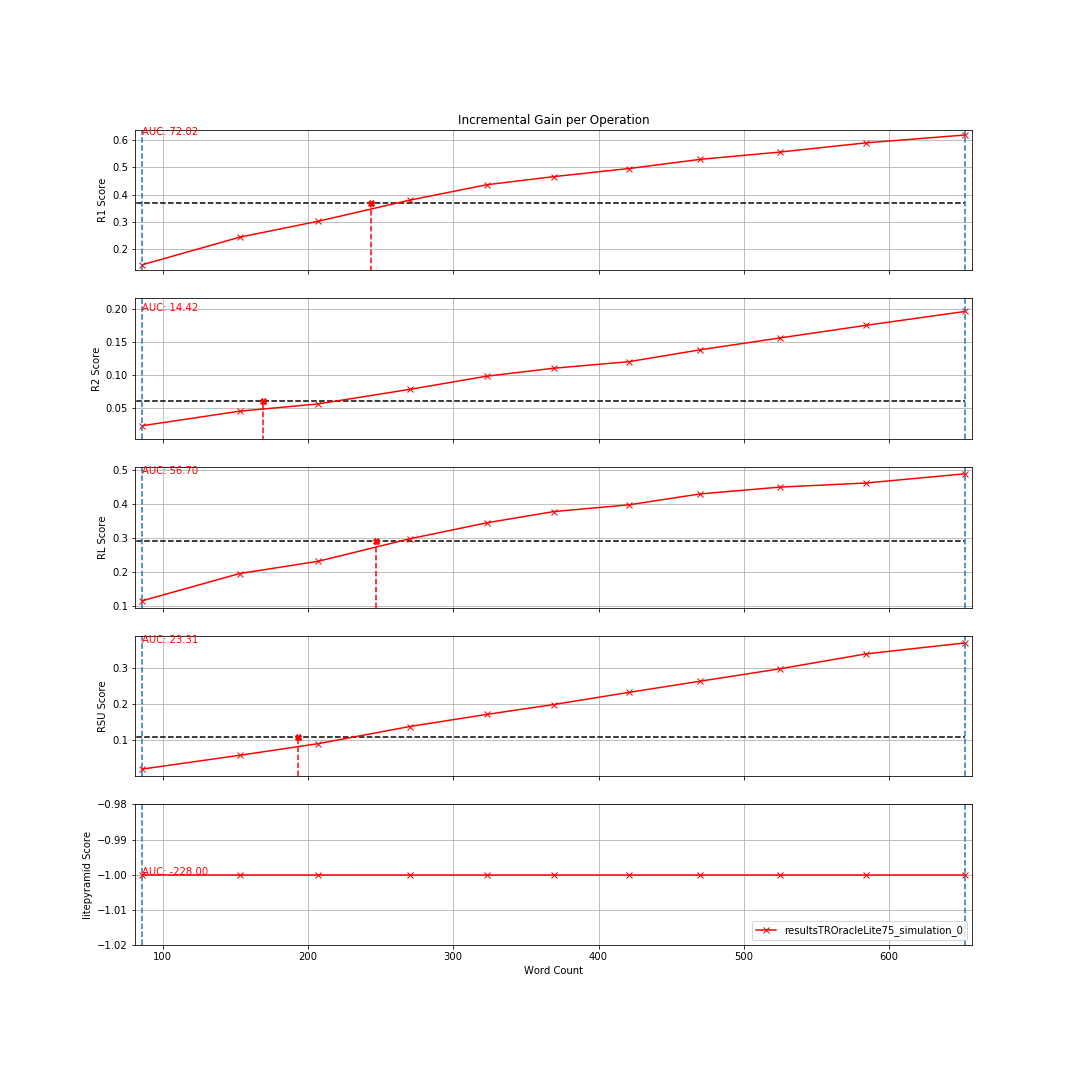 Incremental Gain per Operation
AUC: 72.02
R1 Score
0.6
0.5
0.4
0.3
0.2
AUC: 14.42
R2 Score
0.20
0.15
0.10
0.05
AUC: 56.70
RL Score
0.5
0.4
0.3
0.2
0.1
AUC: 23.31
RSU Score
0.3
0.2
0.1
AUC: -228.00
litepyramid Score
−0.98
−0.99
−1.00
−1.01
−1.02
resultsTROracleLite75_simulation_0
100 200 300 400 500 600
Word Count